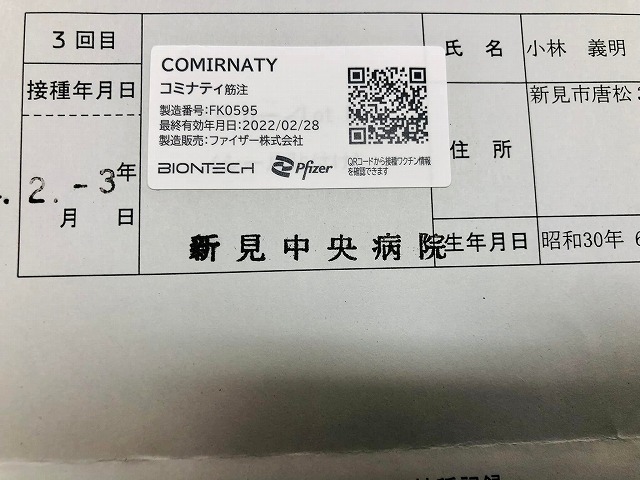 3回目
接種年月日
2.-3年
月 日
COMIRNATY
コミナティ筋注
製造番号:FK0595
最終有効年月日:2022/02/28
製造販売:ファイザー株式会社
BIONTECH Pfizer
QRコードから接種ワクチン情報
を確認できます
新見中央病院
氏 名 小林 義明
住 所 新見市唐松
生年月日 昭和30年 6